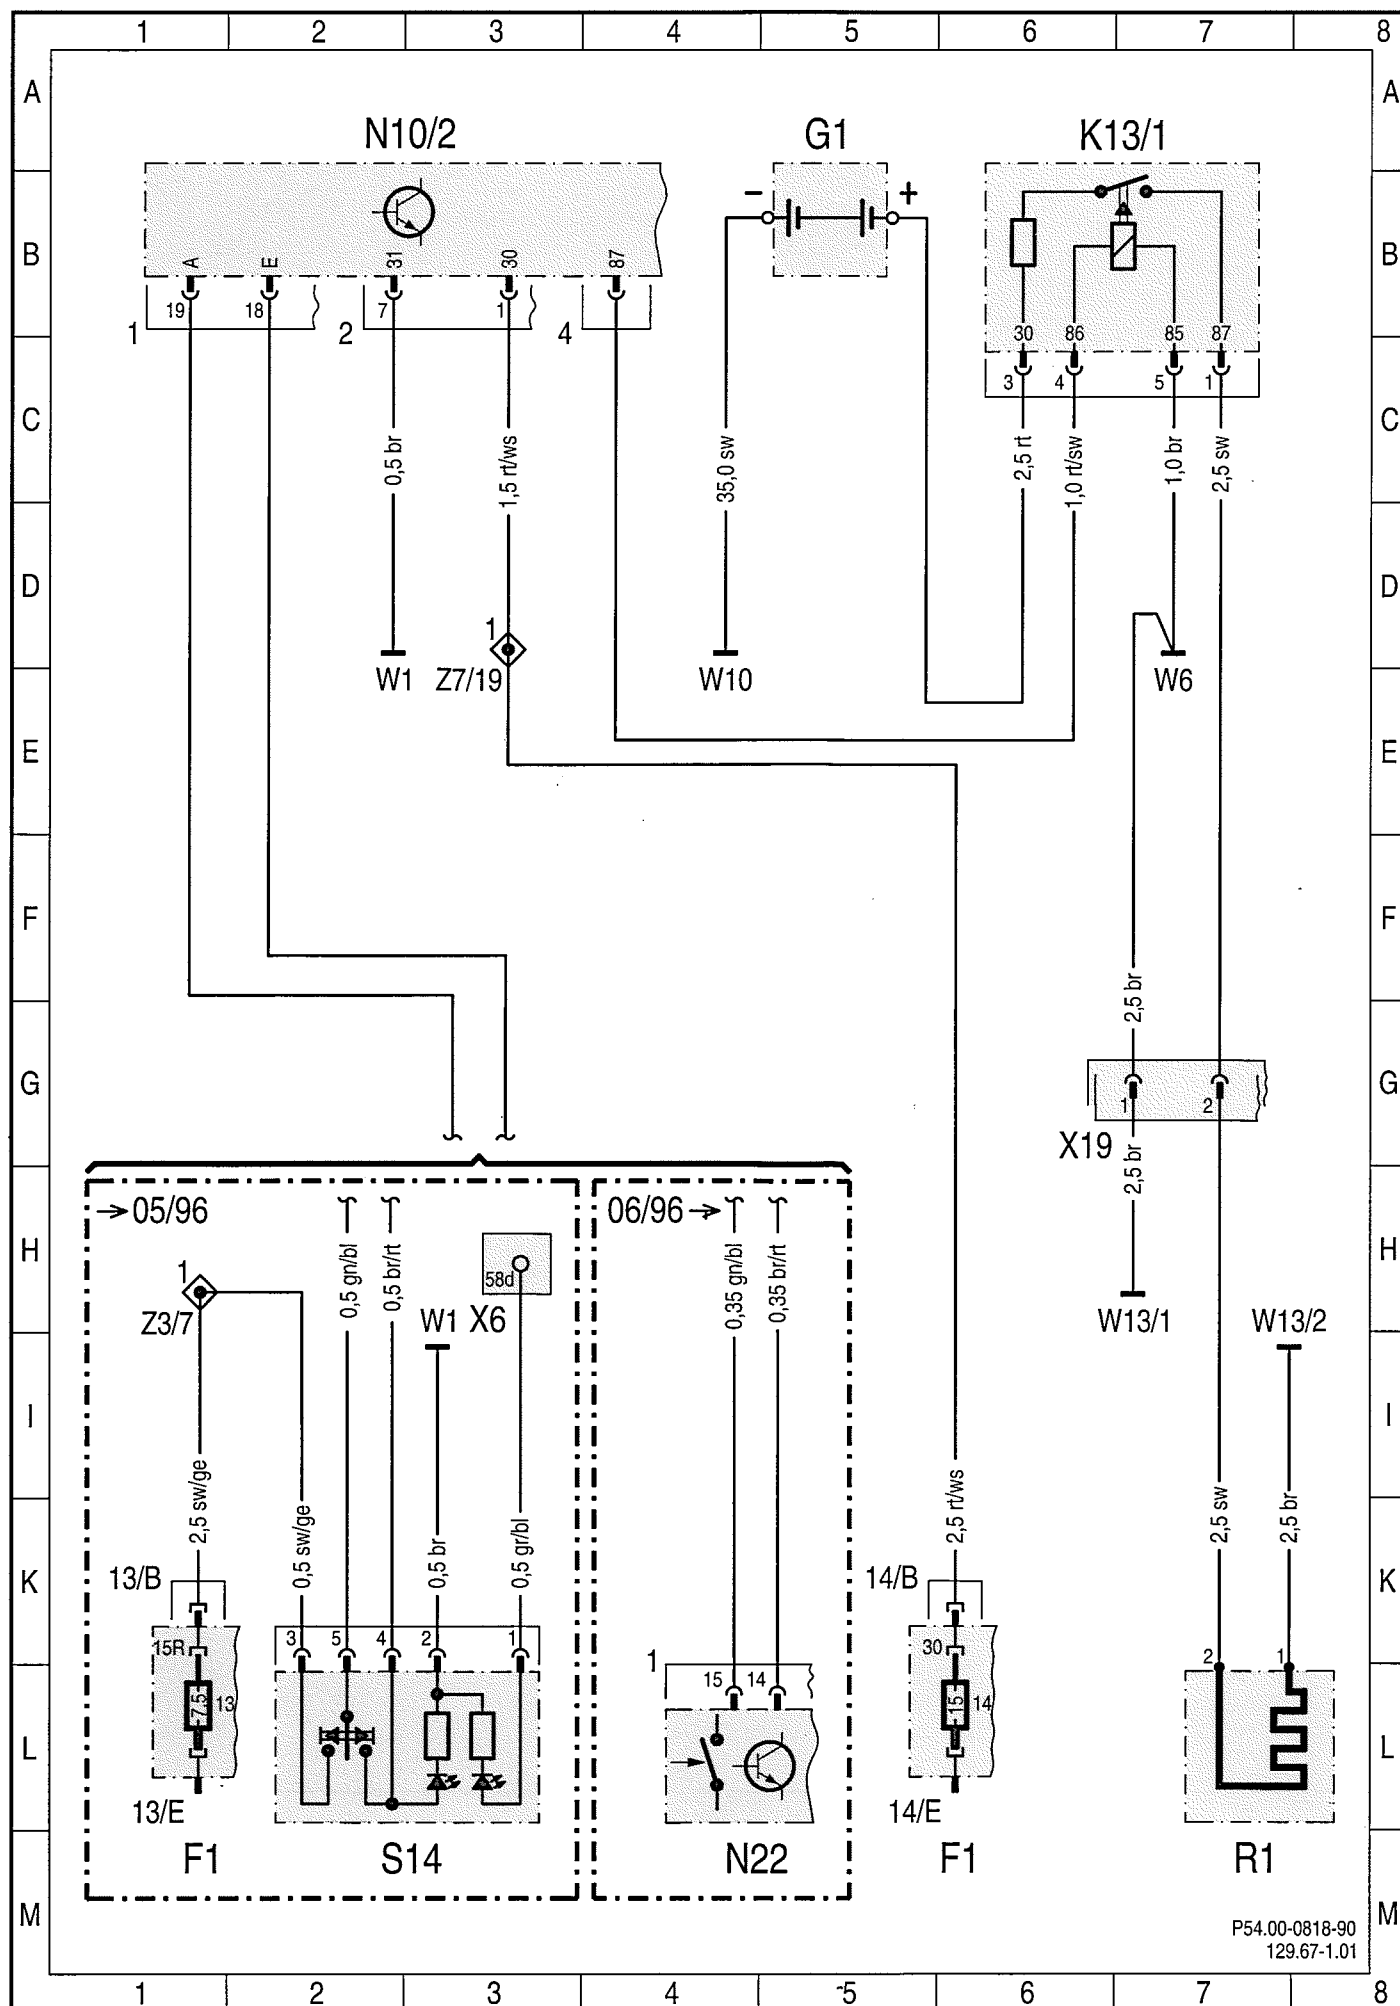 1 2 3 4 5 6 7 8
A A
N10/2 G1 K13/1
- +
B B
A E 31 30 87
19 18 7 1
1 2 4
30 86 85 87
3 4 5 1
C C
0,5 br 1,5 rt/ws 35,0 sw 2,5 rt 1,0 rt/sw 1,0 br 2,5 sw
D D
1
W1 Z7/19 W10 W6
E E
F F
2,5 br
G G
1 2
X19
2,5 br
→ 05/96 06/96 →
H H
0,5 gn/bl 0,5 br/rt 58d 0,35 gn/bl 0,35 br/rt
1
Z3/7 W1 X6 W13/1 W13/2
I I
2,5 sw/ge 0,5 sw/ge 0,5 br 0,5 gr/bl 2,5 rt/ws 2,5 sw 2,5 br
K K
13/B 14/B
15R 3 5 4 2 1 30
1 15 14 2 1
7.5 13 15 14
L L
13/E 14/E
F1 S14 N22 F1 R1
M M
P54.00-0818-90
129.67-1.01
1 2 3 4 5 6 7 8